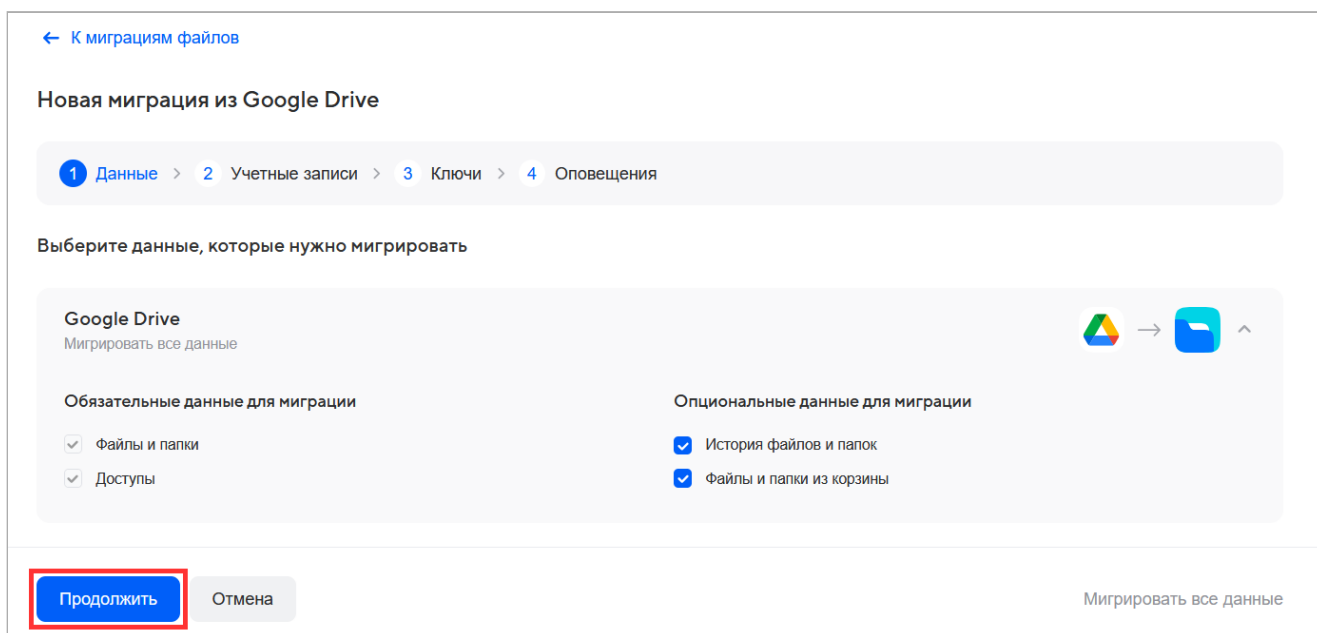 ← К миграциям файлов
Новая миграция из Google Drive
1 Данные > 2 Учетные записи > 3 Ключи > 4 Оповещения
Выберите данные, которые нужно мигрировать
Google Drive
Мигрировать все данные
Обязательные данные для миграции
Файлы и папки
Доступы
Опциональные данные для миграции
История файлов и папок
Файлы и папки из корзины
Продолжить
Отмена
Мигрировать все данные